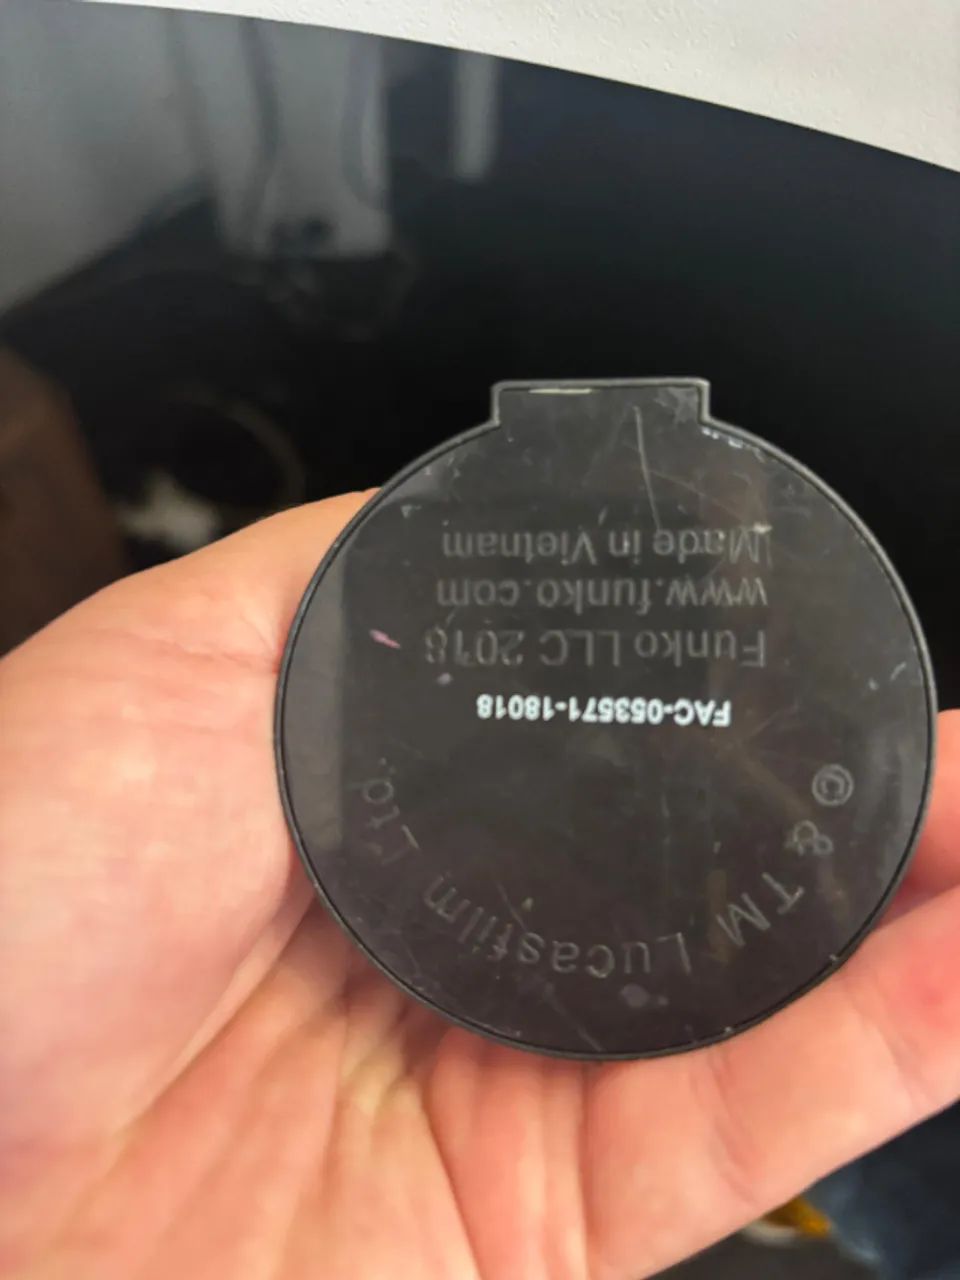 © & TM Lucasfilm Ltd.
FAC-053571-18018
Funko LLC 2018
www.funko.com
Made in Vietnam